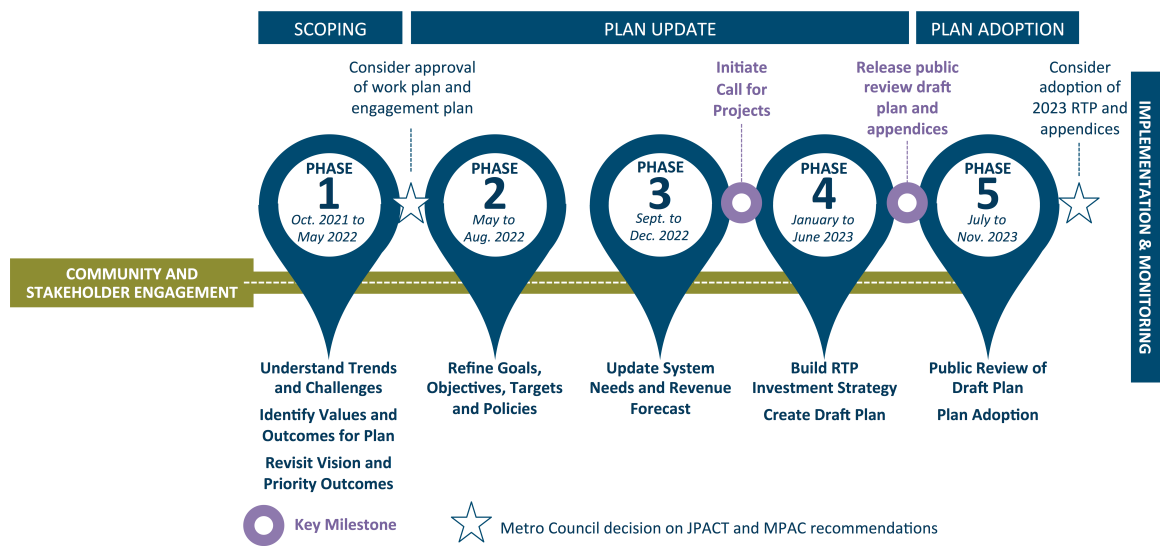 SCOPING
PLAN UPDATE
PLAN ADOPTION
Consider approval
of work plan and
engagement plan
Initiate
Call for
Projects
Release public
review draft
plan and
appendices
Consider
adoption of
2023 RTP and
appendices
IMPLEMENTATION & MONITORING
PHASE
1
Oct. 2021 to
May 2022
PHASE
2
May to
Aug. 2022
PHASE
3
Sept. to
Dec. 2022
PHASE
4
January to
June 2023
PHASE
5
July to
Nov. 2023
COMMUNITY AND
STAKEHOLDER ENGAGEMENT
Understand Trends
and Challenges
Identify Values and
Outcomes for Plan
Revisit Vision and
Priority Outcomes
Refine Goals,
Objectives, Targets
and Policies
Update System
Needs and Revenue
Forecast
Build RTP
Investment Strategy
Create Draft Plan
Public Review of
Draft Plan
Plan Adoption
Key Milestone
Metro Council decision on JPACT and MPAC recommendations